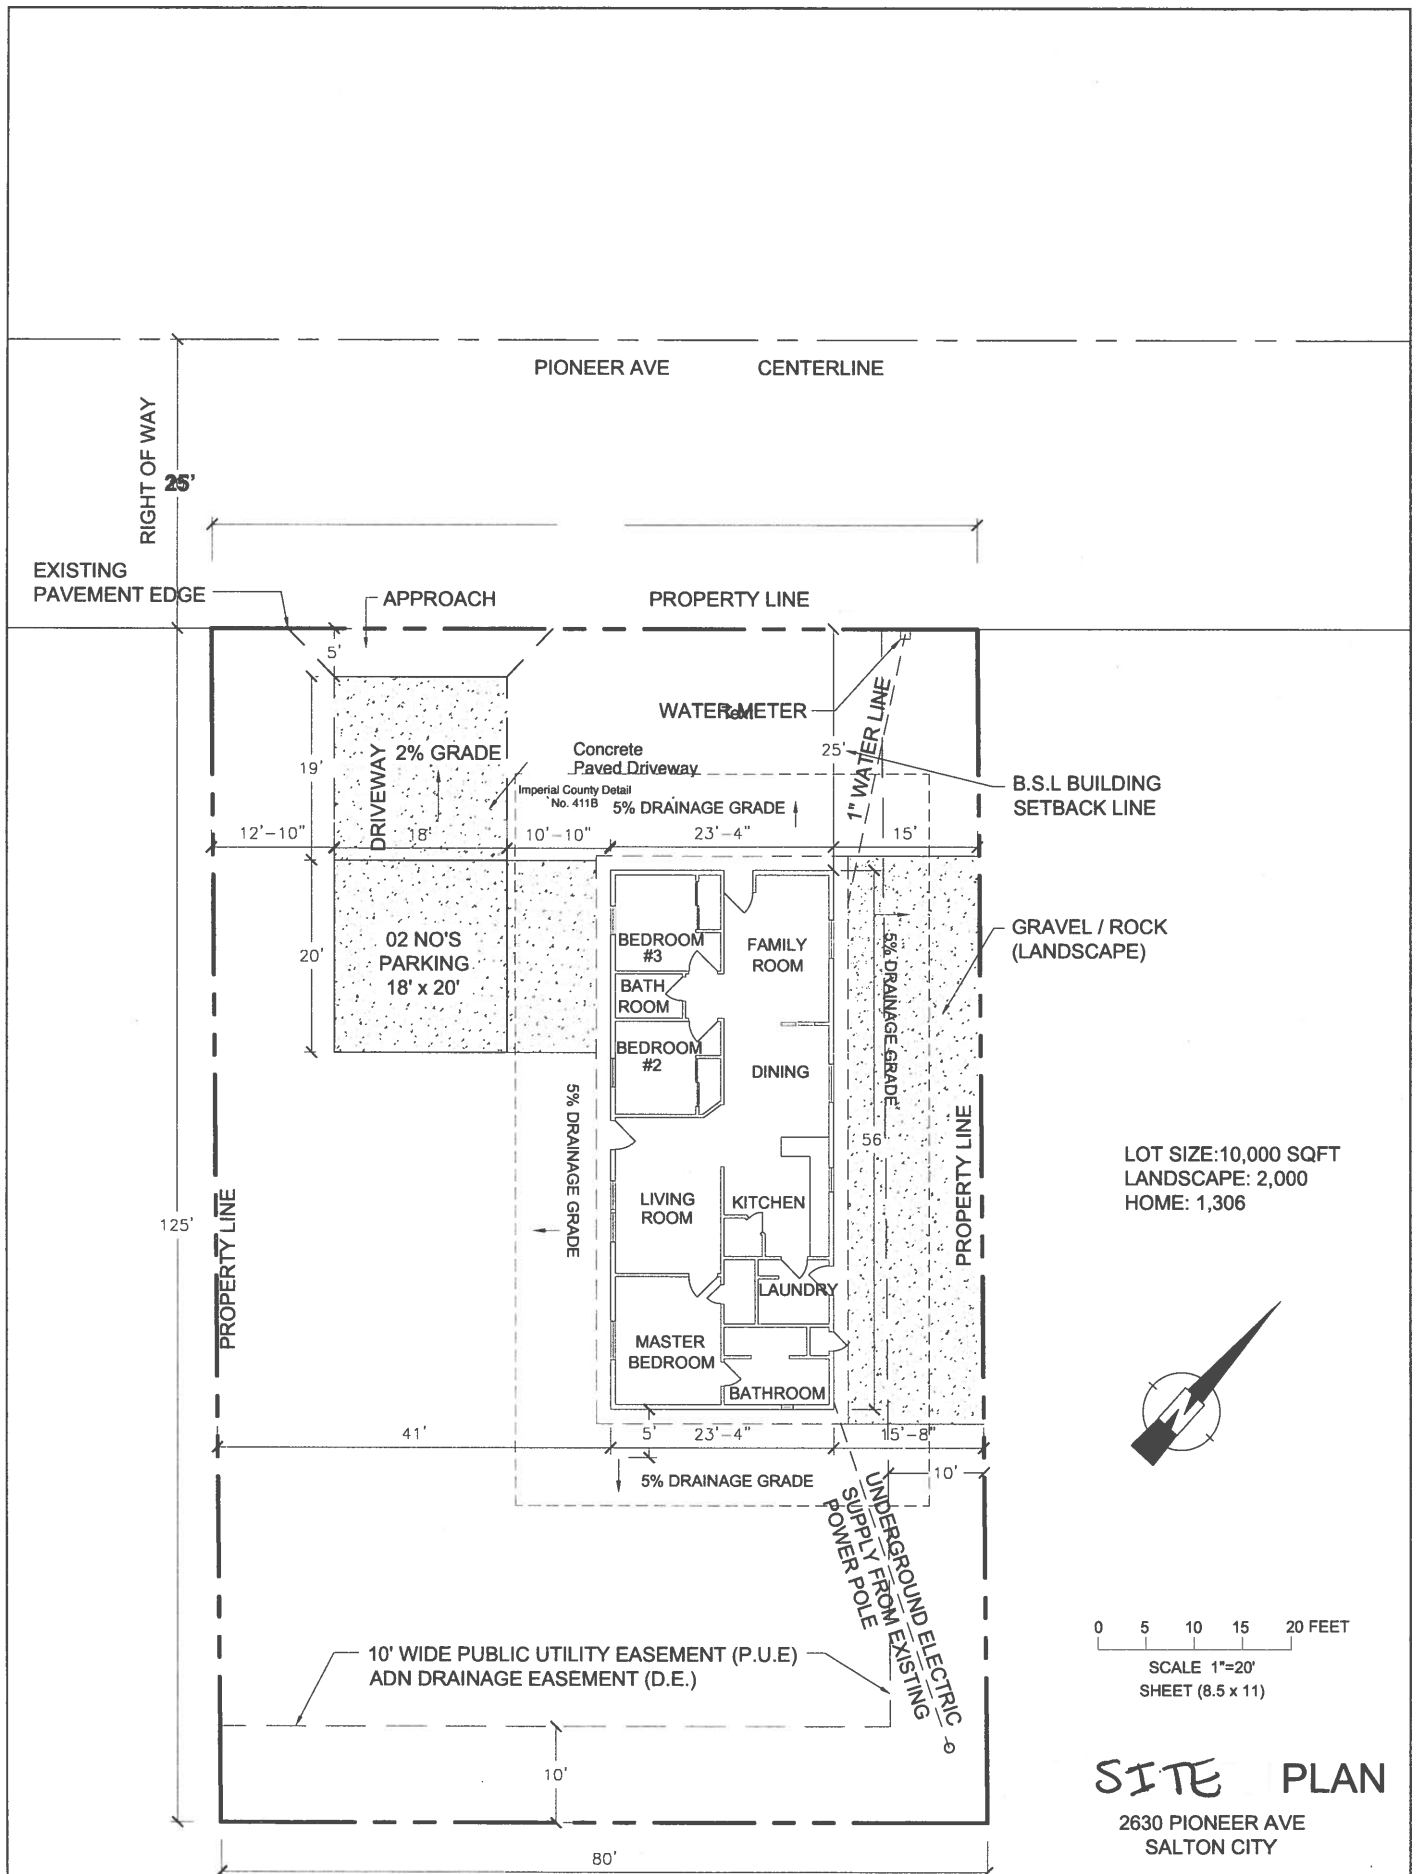 PIONEER AVE CENTERLINE
RIGHT OF WAY
25'
EXISTING
PAVEMENT EDGE
APPROACH
PROPERTY LINE
5'
WATER METER
1" WATER LINE
25'
DRIVEWAY
2% GRADE
19'
Concrete
Paved Driveway
Imperial County Detail
No. 411B
5% DRAINAGE GRADE
B.S.L BUILDING
SETBACK LINE
12'-10"
18'
10'-10"
23'-4"
15'
02 NO'S
PARKING
18' x 20'
20'
BEDROOM
#3
FAMILY
ROOM
BATH
ROOM
BEDROOM
#2
DINING
5% DRAINAGE GRADE
GRAVEL / ROCK
(LANDSCAPE)
5% DRAINAGE GRADE
56
PROPERTY LINE
LOT SIZE:10,000 SQFT
LANDSCAPE: 2,000
HOME: 1,306
125'
PROPERTY LINE
LIVING
ROOM
KITCHEN
LAUNDRY
MASTER
BEDROOM
BATHROOM
41'
5'
23'-4"
15'-8"
10'
5% DRAINAGE GRADE
UNDERGROUND ELECTRIC
SUPPLY FROM EXISTING
POWER POLE
10' WIDE PUBLIC UTILITY EASEMENT (P.U.E)
ADN DRAINAGE EASEMENT (D.E.)
10'
80'
0 5 10 15 20 FEET
SCALE 1"=20'
SHEET (8.5 x 11)
SITE PLAN
2630 PIONEER AVE
SALTON CITY